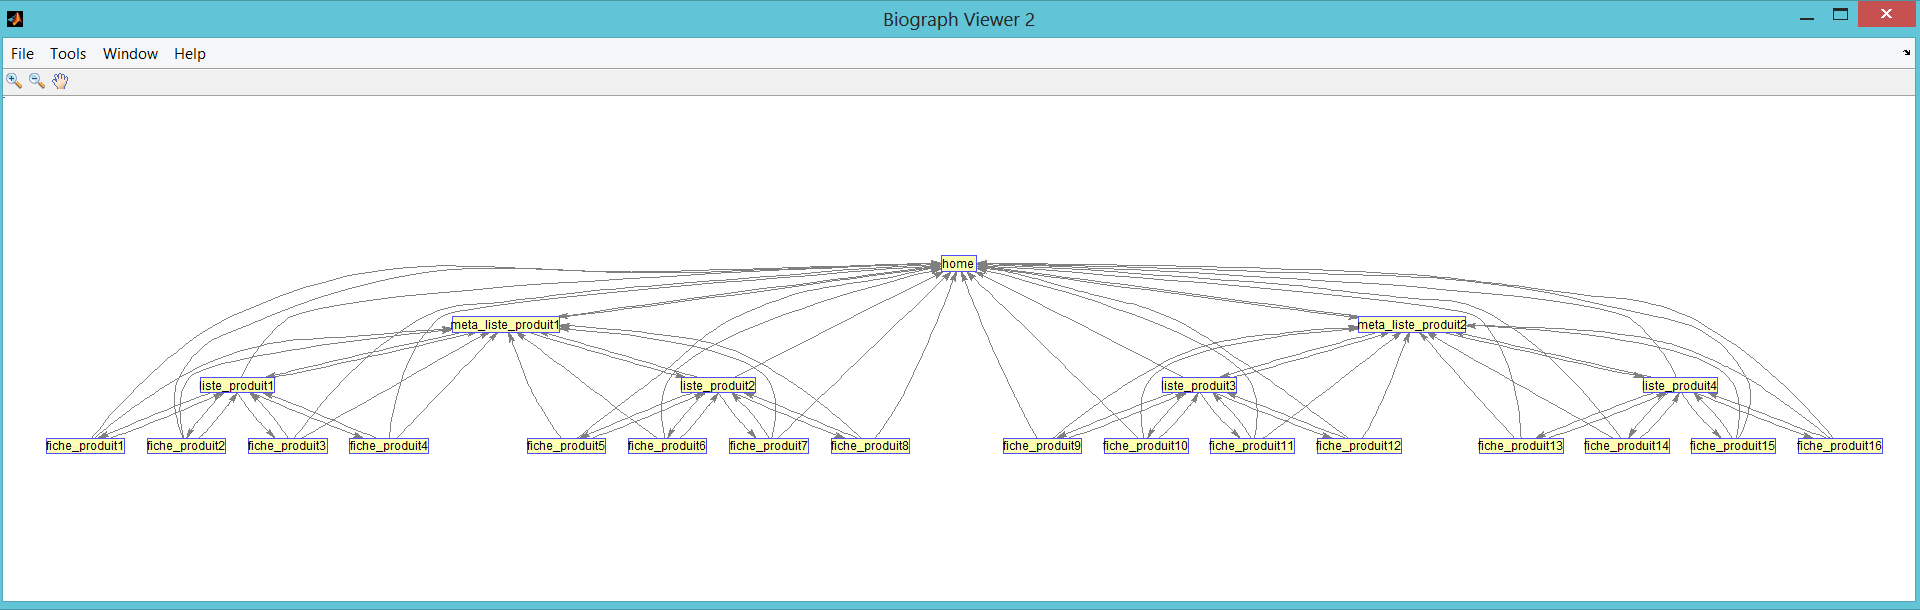 Biograph Viewer 2
File Tools Window Help
home
meta_liste_produit1 meta_liste_produit2
liste_produit1 liste_produit2 liste_produit3 liste_produit4
fiche_produit1 fiche_produit2 fiche_produit3 fiche_produit4 fiche_produit5 fiche_produit6 fiche_produit7 fiche_produit8 fiche_produit9 fiche_produit10 fiche_produit11 fiche_produit12 fiche_produit13 fiche_produit14 fiche_produit15 fiche_produit16